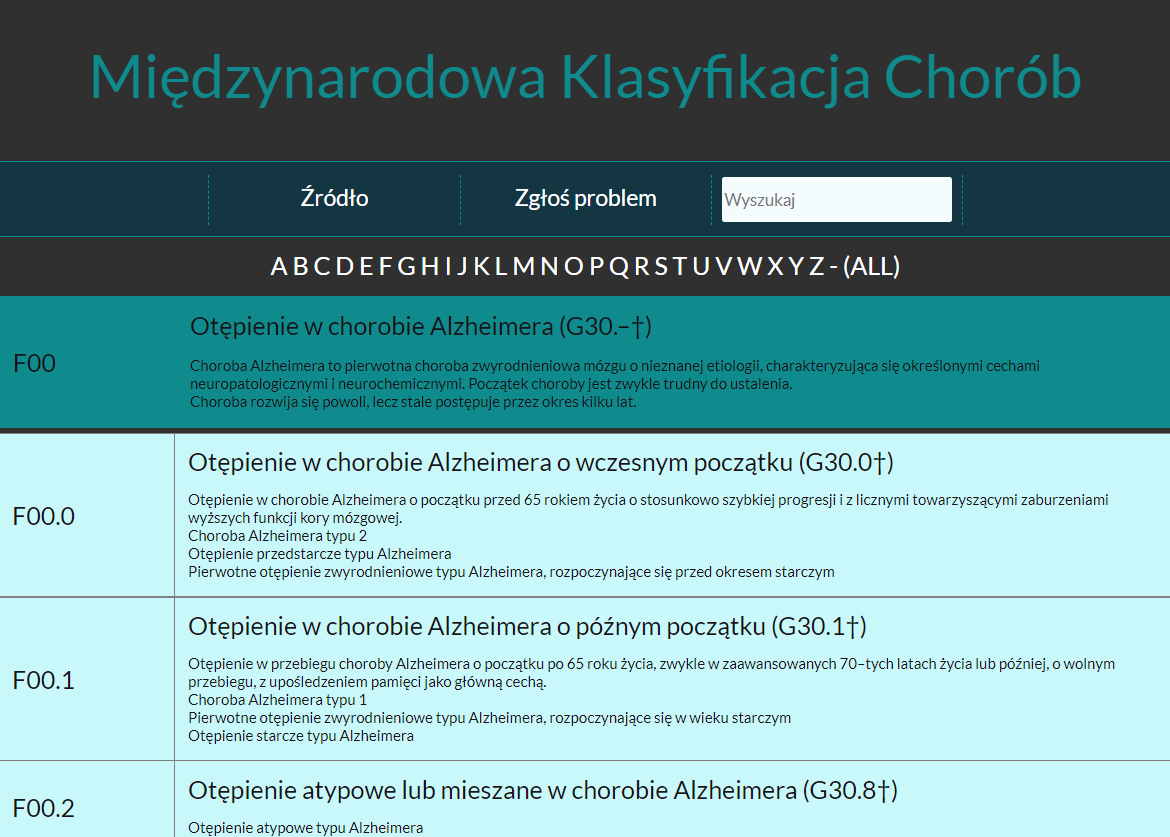 Międzynarodowa Klasyfikacja Chorób
Źródło
Zgłoś problem
Wyszukaj
A B C D E F G H I J K L M N O P Q R S T U V W X Y Z - (ALL)
Otępienie w chorobie Alzheimera (G30.–†)
F00
Choroba Alzheimera to pierwotna choroba zwyrodnieniowa mózgu o nieznanej etiologii, charakteryzująca się określonymi cechami
neuropatologicznymi i neurochemicznymi. Początek choroby jest zwykle trudny do ustalenia.
Choroba rozwija się powoli, lecz stale postępuje przez okres kilku lat.
Otępienie w chorobie Alzheimera o wczesnym początku (G30.0†)
F00.0
Otępienie w chorobie Alzheimera o początku przed 65 rokiem życia o stosunkowo szybkiej progresji i z licznymi towarzyszącymi zaburzeniami
wyższych funkcji kory mózgowej.
Choroba Alzheimera typu 2
Otępienie przedstarcze typu Alzheimera
Pierwotne otępienie zwyrodnieniowe typu Alzheimera, rozpoczynające się przed okresem starczym
Otępienie w chorobie Alzheimera o późnym początku (G30.1†)
F00.1
Otępienie w przebiegu choroby Alzheimera o początku po 65 roku życia, zwykle w zaawansowanych 70–tych latach życia lub później, o wolnym
przebiegu, z upośledzeniem pamięci jako główną cechą.
Choroba Alzheimera typu 1
Pierwotne otępienie zwyrodnieniowe typu Alzheimera, rozpoczynające się w wieku starczym
Otępienie starcze typu Alzheimera
Otępienie atypowe lub mieszane w chorobie Alzheimera (G30.8†)
F00.2
Otępienie atypowe typu Alzheimera